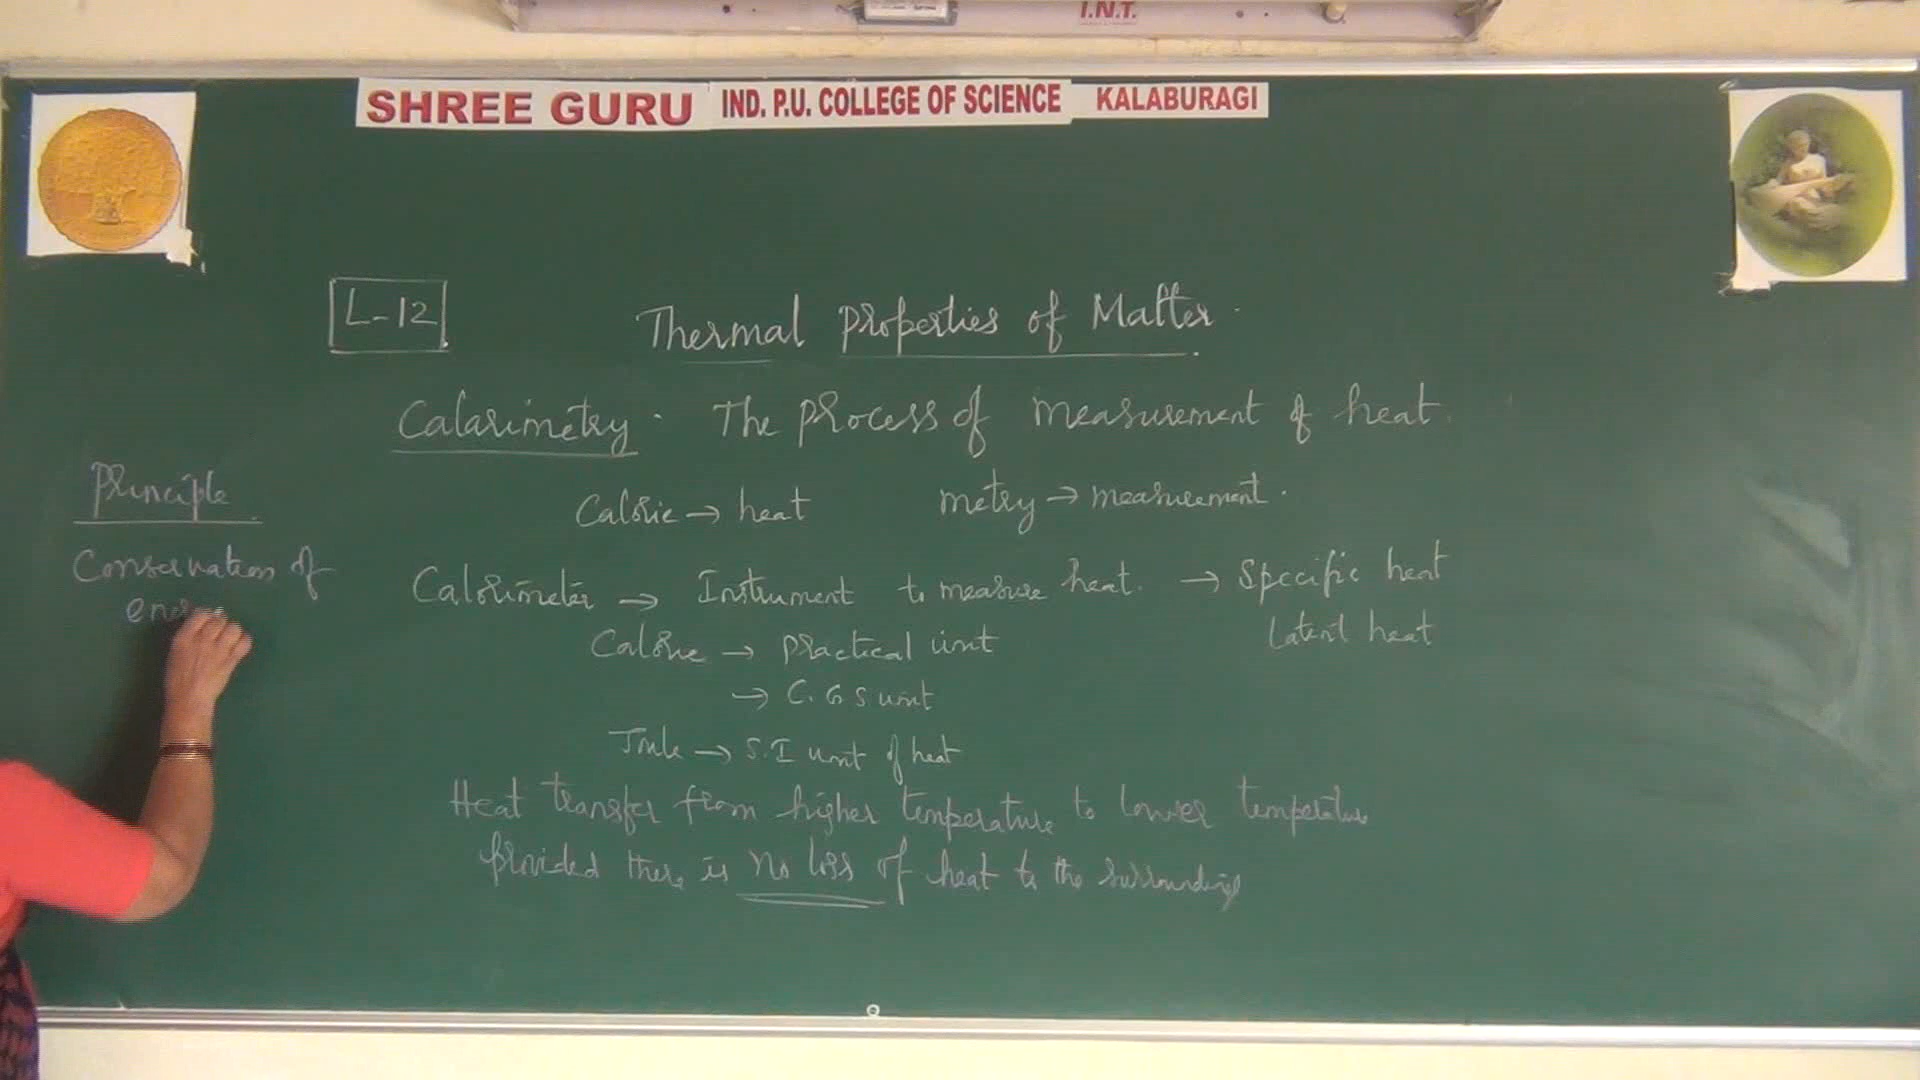 I.N.T.
SHREE GURU IND. P.U. COLLEGE OF SCIENCE KALABURAGI
L-12
Thermal Properties of Matter.
Calarimetry. The process of measurement of heat.
Calorie → heat metry → measurement.
Principle
Conservation of
Calorimeter → Instrument to measure heat. → Specific heat
Latent heat
Calorie → practical unit
→ C.G S unit
Joule → S.I unit of heat
Heat transfer from higher temperature to lower temperature
provided there is no loss of heat to the surroundings